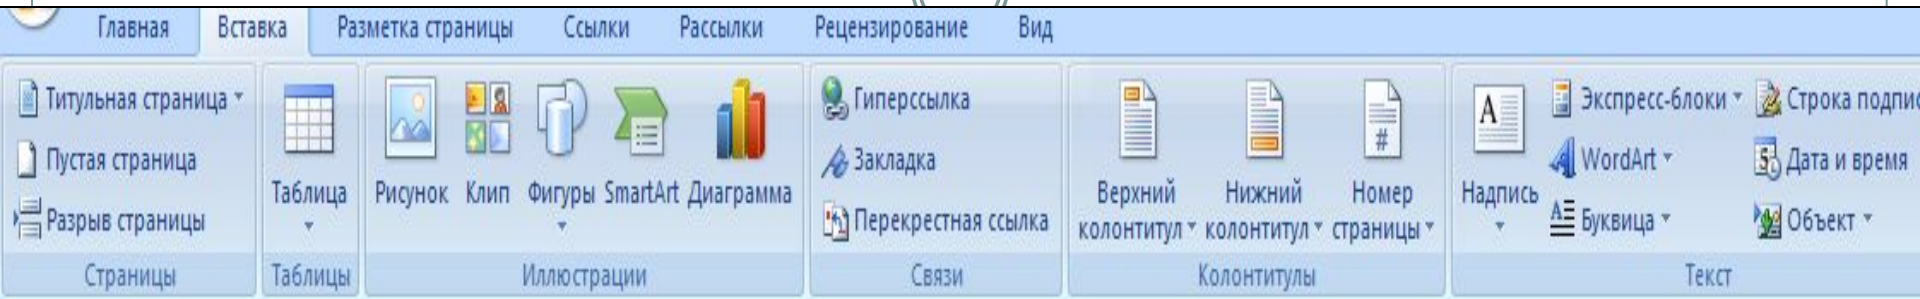 Главная Вставка Разметка страницы Ссылки Рассылки Рецензирование Вид
Титульная страница
Пустая страница
Разрыв страницы
Страницы
Таблица
Таблицы
Рисунок Клип Фигуры SmartArt Диаграмма
Иллюстрации
Гиперссылка
Закладка
Перекрестная ссылка
Связи
Верхний
колонтитул
Нижний
колонтитул
Номер
страницы
Колонтитулы
Надпись
Экспресс-блоки
WordArt
Буквица
Строка подпис
Дата и время
Объект
Текст